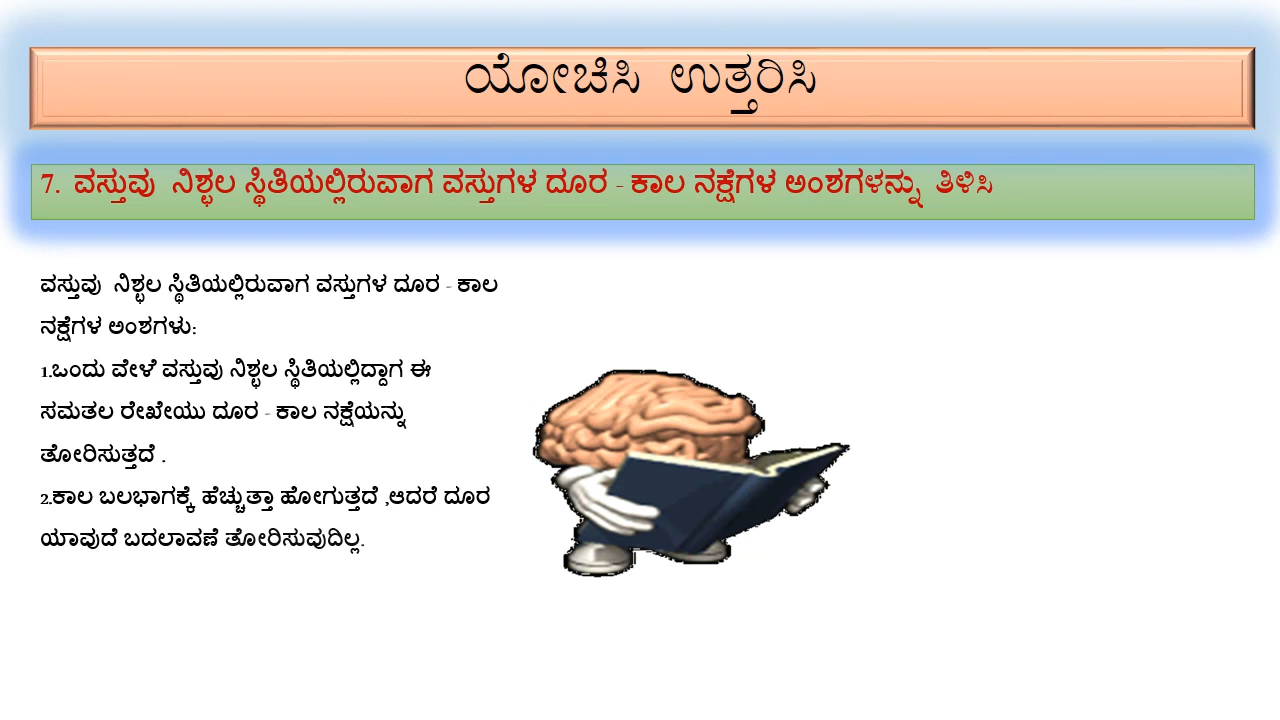 ಯೋಚಿಸಿ ಉತ್ತರಿಸಿ
7. ವಸ್ತುವು ನಿಶ್ಚಲ ಸ್ಥಿತಿಯಲ್ಲಿರುವಾಗ ವಸ್ತುಗಳ ದೂರ - ಕಾಲ ನಕ್ಷೆಗಳ ಅಂಶಗಳನ್ನು ತಿಳಿಸಿ
ವಸ್ತುವು ನಿಶ್ಚಲ ಸ್ಥಿತಿಯಲ್ಲಿರುವಾಗ ವಸ್ತುಗಳ ದೂರ - ಕಾಲ
ನಕ್ಷೆಗಳ ಅಂಶಗಳು:
1.ಒಂದು ವೇಳೆ ವಸ್ತುವು ನಿಶ್ಚಲ ಸ್ಥಿತಿಯಲ್ಲಿದ್ದಾಗ ಈ
ಸಮತಲ ರೇಖೇಯು ದೂರ - ಕಾಲ ನಕ್ಷೆಯನ್ನು
ತೋರಿಸುತ್ತದೆ .
2.ಕಾಲ ಬಲಭಾಗಕ್ಕೆ ಹೆಚ್ಚುತ್ತಾ ಹೋಗುತ್ತದೆ ,ಆದರೆ ದೂರ
ಯಾವುದೆ ಬದಲಾವಣೆ ತೋರಿಸುವುದಿಲ್ಲ.